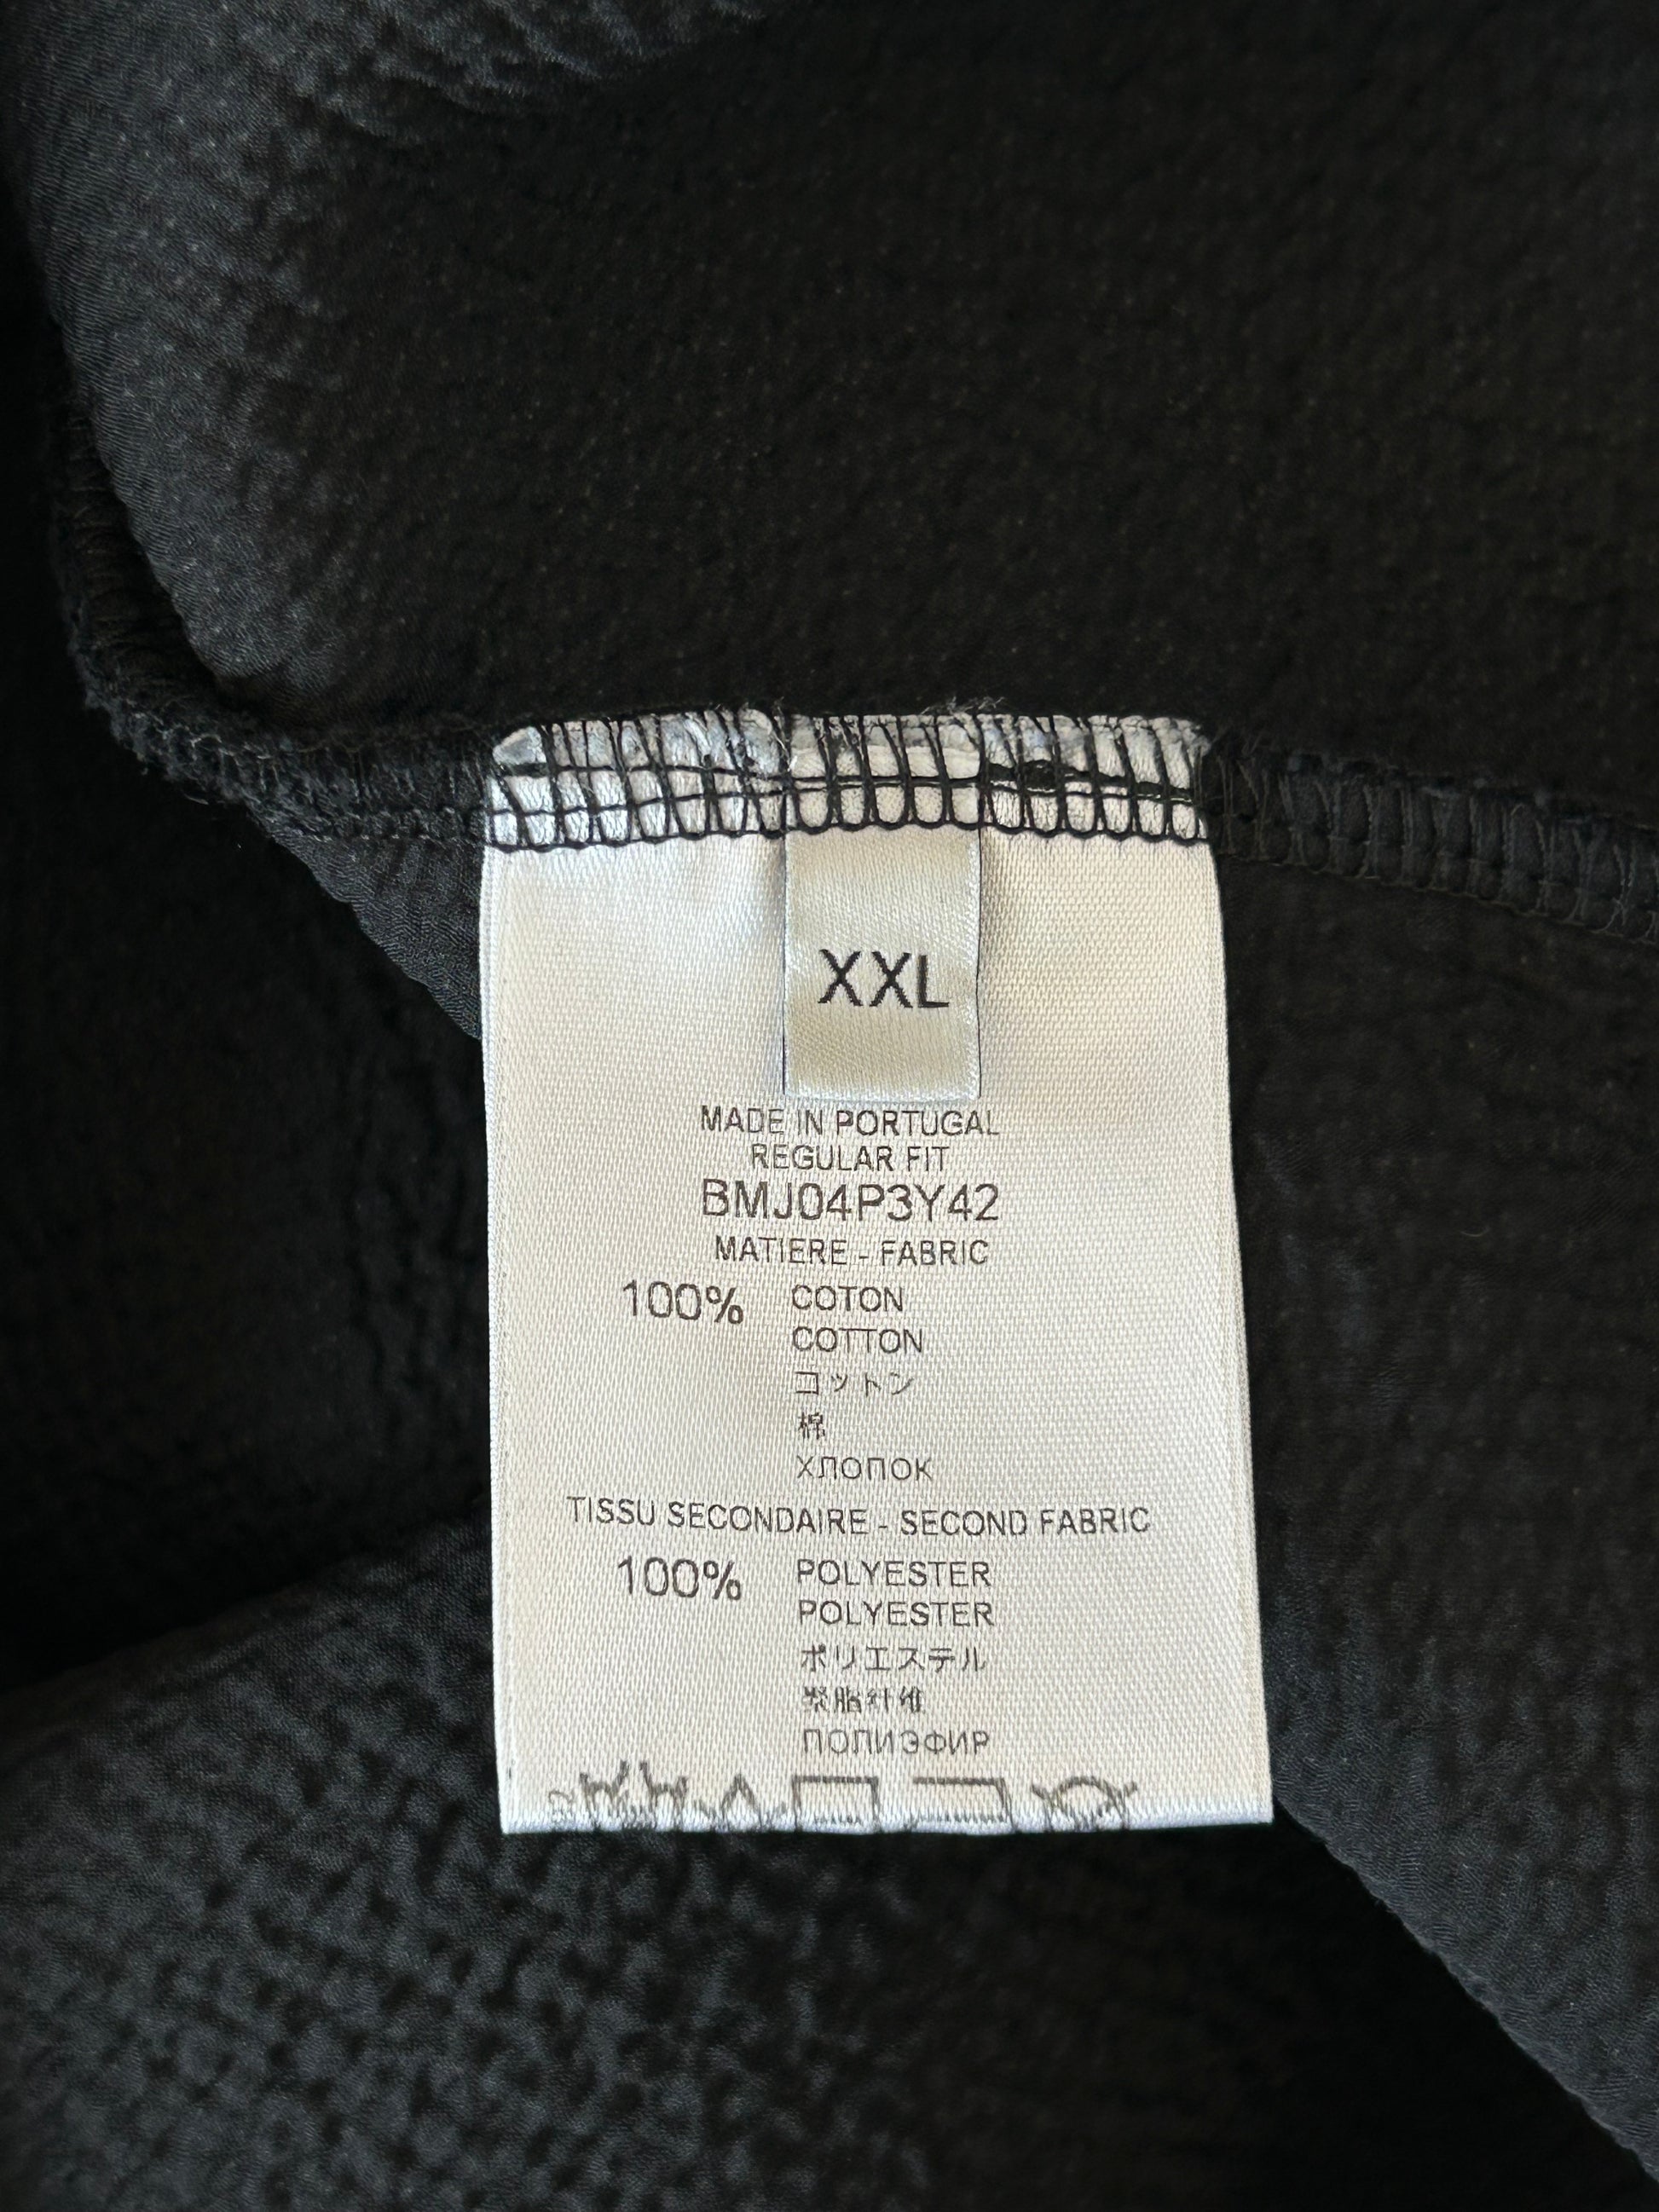 XXL
MADE IN PORTUGAL
REGULAR FIT
BMJ04P3Y42
MATIERE - FABRIC
100% COTON
COTTON
コットン
棉
ХЛОПОК
TISSU SECONDAIRE - SECOND FABRIC
100% POLYESTER
POLYESTER
ポリエステル
聚脂纤维
ПОЛИЭФИР